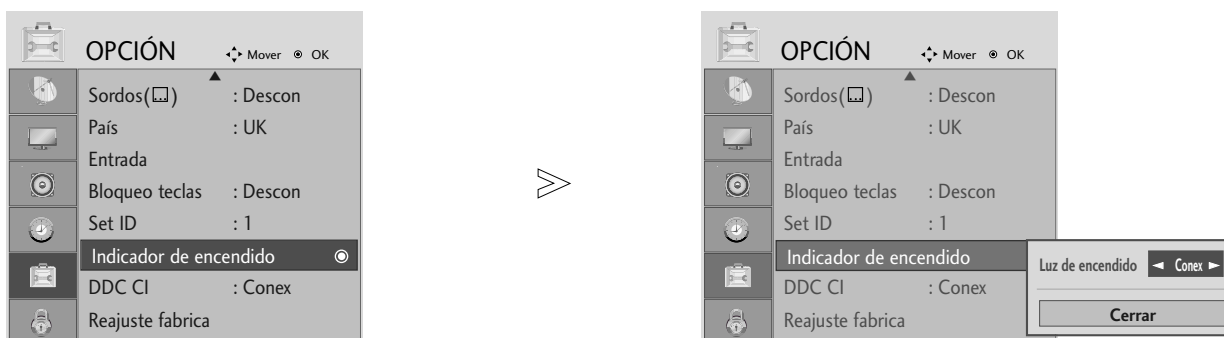 OPCIÓN Mover OK
Sordos( ) : Descon
País : UK
Entrada
Bloqueo teclas : Descon
Set ID : 1
Indicador de encendido
DDC CI : Conex
Reajuste fabrica
OPCIÓN Mover OK
Sordos( ) : Descon
País : UK
Entrada
Bloqueo teclas : Descon
Set ID : 1
Indicador de encendido
DDC CI : Conex
Reajuste fabrica
Luz de encendido ◄ Conex ►
Cerrar